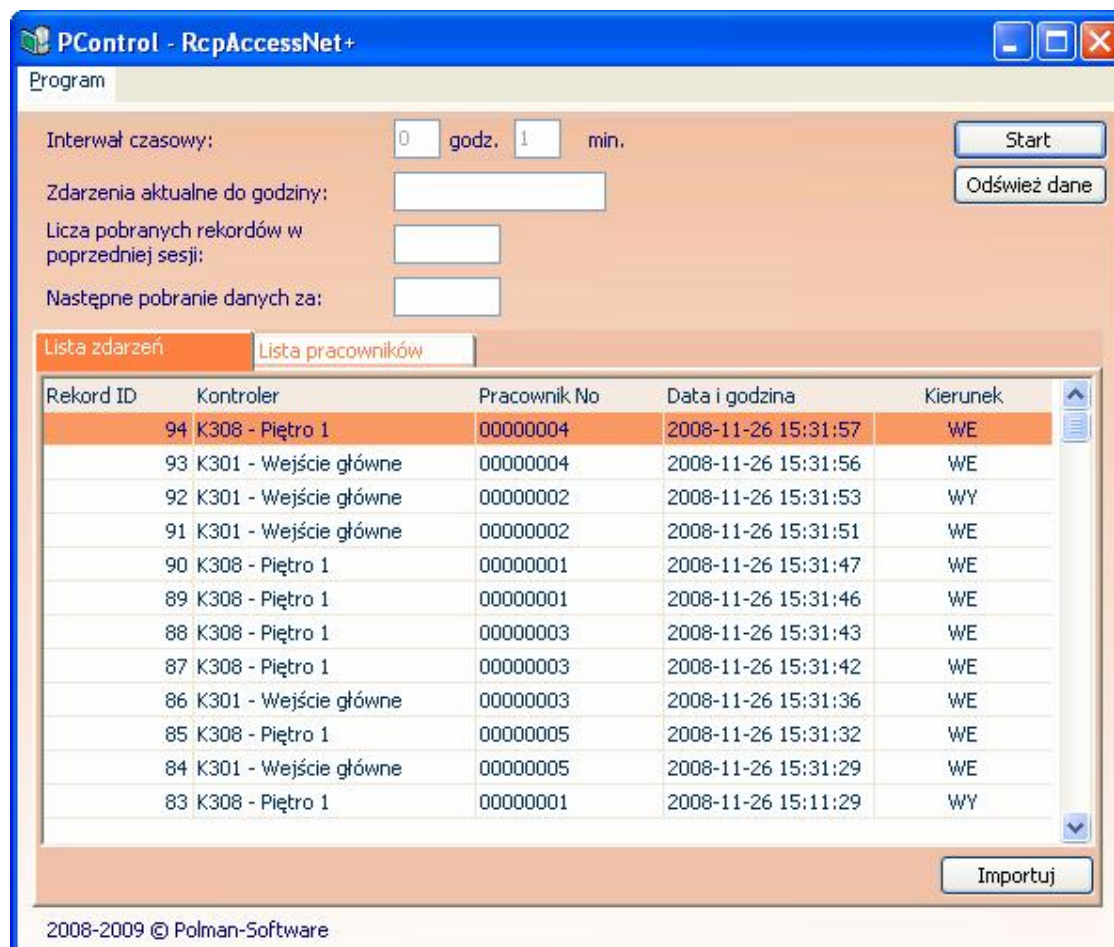 PControl - RcpAccessNet+
Program
Interwał czasowy: 0 godz. 1 min. Start
Zdarzenia aktualne do godziny: Odśwież dane
Licza pobranych rekordów w
poprzedniej sesji:
Następne pobranie danych za:
Lista zdarzeń Lista pracowników
Rekord ID Kontroler Pracownik No Data i godzina Kierunek
94 K308 - Piętro 1 00000004 2008-11-26 15:31:57 WE
93 K301 - Wejście główne 00000004 2008-11-26 15:31:56 WE
92 K301 - Wejście główne 00000002 2008-11-26 15:31:53 WY
91 K301 - Wejście główne 00000002 2008-11-26 15:31:51 WE
90 K308 - Piętro 1 00000001 2008-11-26 15:31:47 WE
89 K308 - Piętro 1 00000001 2008-11-26 15:31:46 WE
88 K308 - Piętro 1 00000003 2008-11-26 15:31:43 WE
87 K308 - Piętro 1 00000003 2008-11-26 15:31:42 WE
86 K301 - Wejście główne 00000003 2008-11-26 15:31:36 WE
85 K308 - Piętro 1 00000005 2008-11-26 15:31:32 WE
84 K301 - Wejście główne 00000005 2008-11-26 15:31:29 WE
83 K308 - Piętro 1 00000001 2008-11-26 15:11:29 WY
Importuj
2008-2009 © Polman-Software